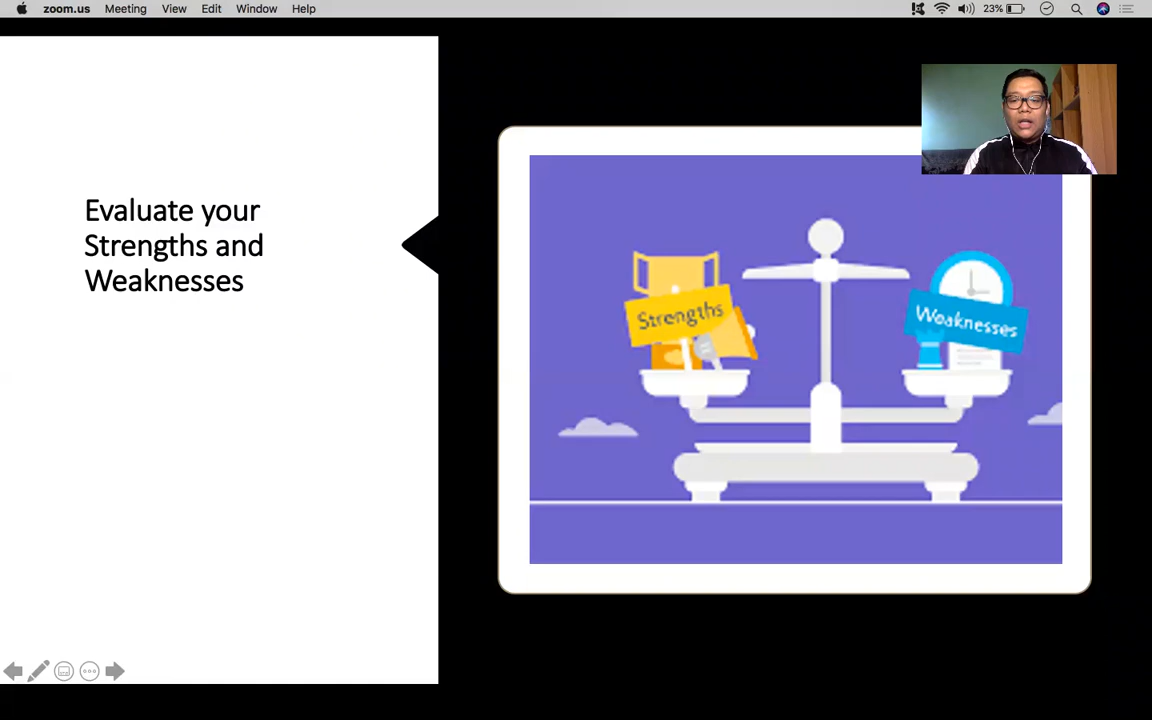 zoom.us Meeting View Edit Window Help 23%
Evaluate your
Strengths and
Weaknesses
Strengths
Weaknesses